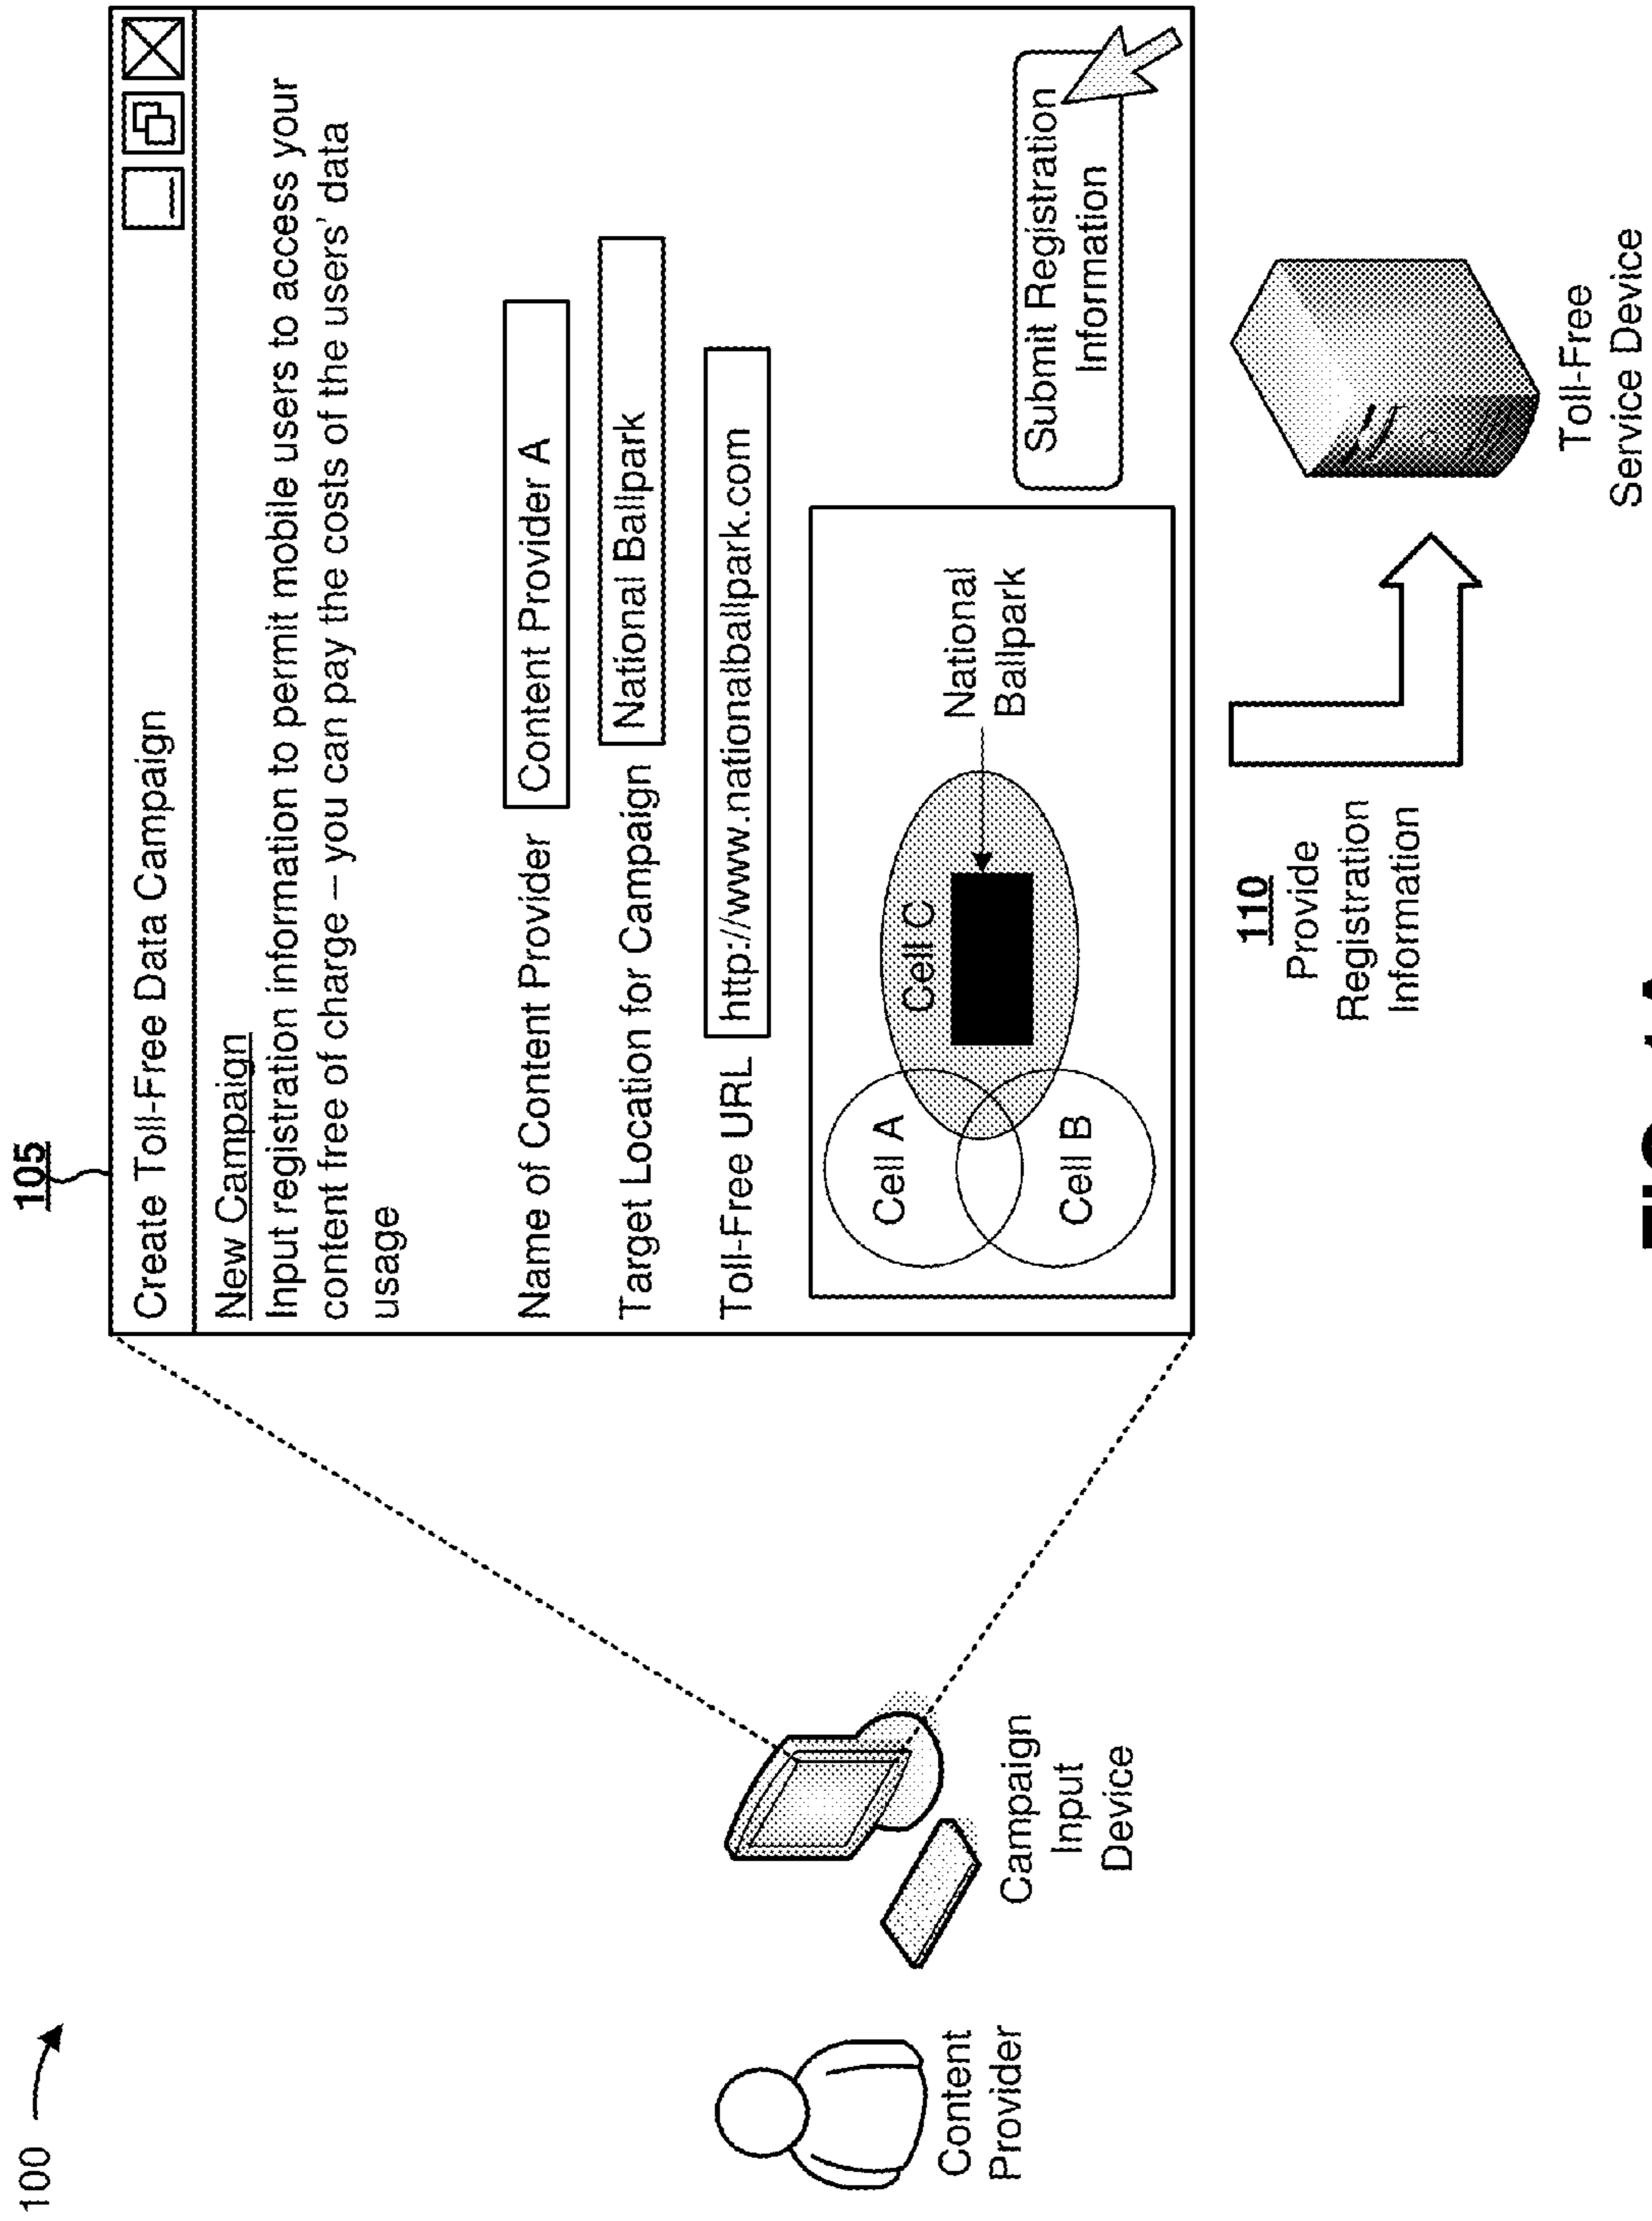 100
105
Create Toll-Free Data Campaign
New Campaign
Input registration information to permit mobile users to access your
content free of charge – you can pay the costs of the users' data
usage
Name of Content Provider Content Provider A
Target Location for Campaign National Ballpark
Toll-Free URL http://www.nationalballpark.com
Cell A
Cell B
Cell C
National
Ballpark
Submit Registration
Information
Content
Provider
Campaign
Input
Device
110
Provide
Registration
Information
Toll-Free
Service Device